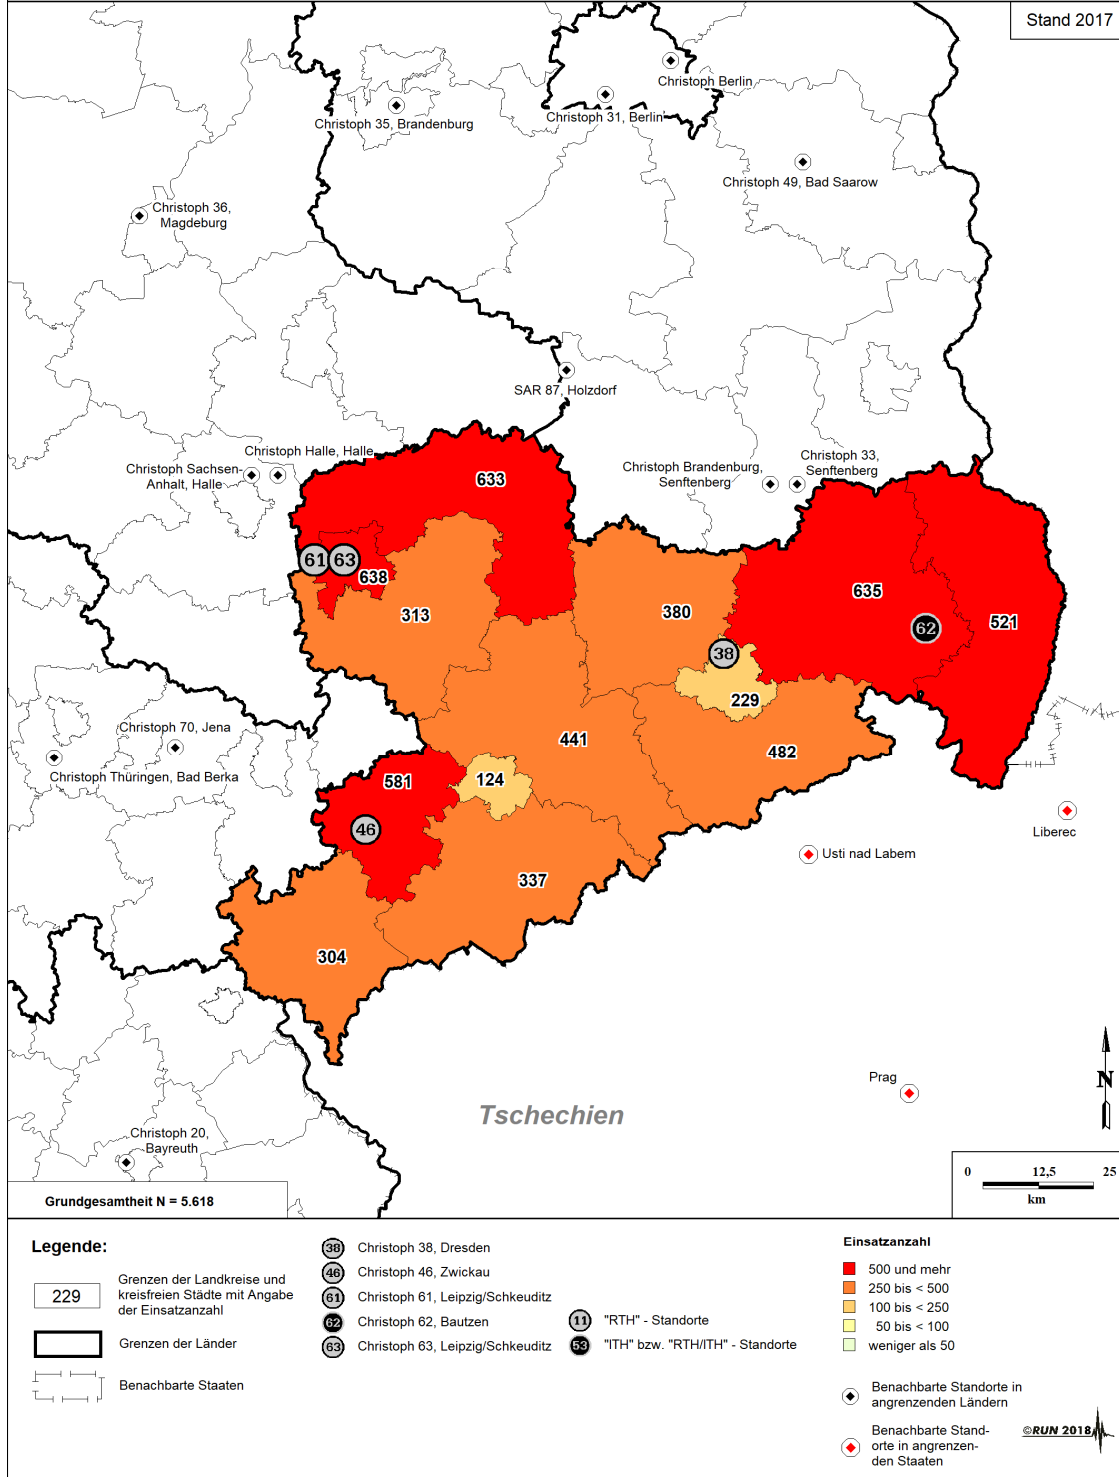 Stand 2017
Christoph Berlin
Christoph 31, Berlin
Christoph 35, Brandenburg
Christoph 49, Bad Saarow
Christoph 36,
Magdeburg
SAR 87, Holzdorf
Christoph Halle, Halle
Christoph Sachsen-
Anhalt, Halle
Christoph Brandenburg,
Senftenberg
Christoph 33,
Senftenberg
633
61
63
638
313
380
635
62
521
38
229
441
482
581
124
46
337
304
Christoph 70, Jena
Christoph Thüringen, Bad Berka
Liberec
Usti nad Labem
Prag
Tschechien
N
Christoph 20,
Bayreuth
0 12,5 25
km
Grundgesamtheit N = 5.618
Legende:
229
Grenzen der Landkreise und
kreisfreien Städte mit Angabe
der Einsatzanzahl
Grenzen der Länder
Benachbarte Staaten
38 Christoph 38, Dresden
46 Christoph 46, Zwickau
61 Christoph 61, Leipzig/Schkeuditz
62 Christoph 62, Bautzen
63 Christoph 63, Leipzig/Schkeuditz
11 "RTH" - Standorte
53 "ITH" bzw. "RTH/ITH" - Standorte
Einsatzanzahl
500 und mehr
250 bis < 500
100 bis < 250
50 bis < 100
weniger als 50
Benachbarte Standorte in
angrenzenden Ländern
Benachbarte Stand-
orte in angrenzen-
den Staaten
©RUN 2018